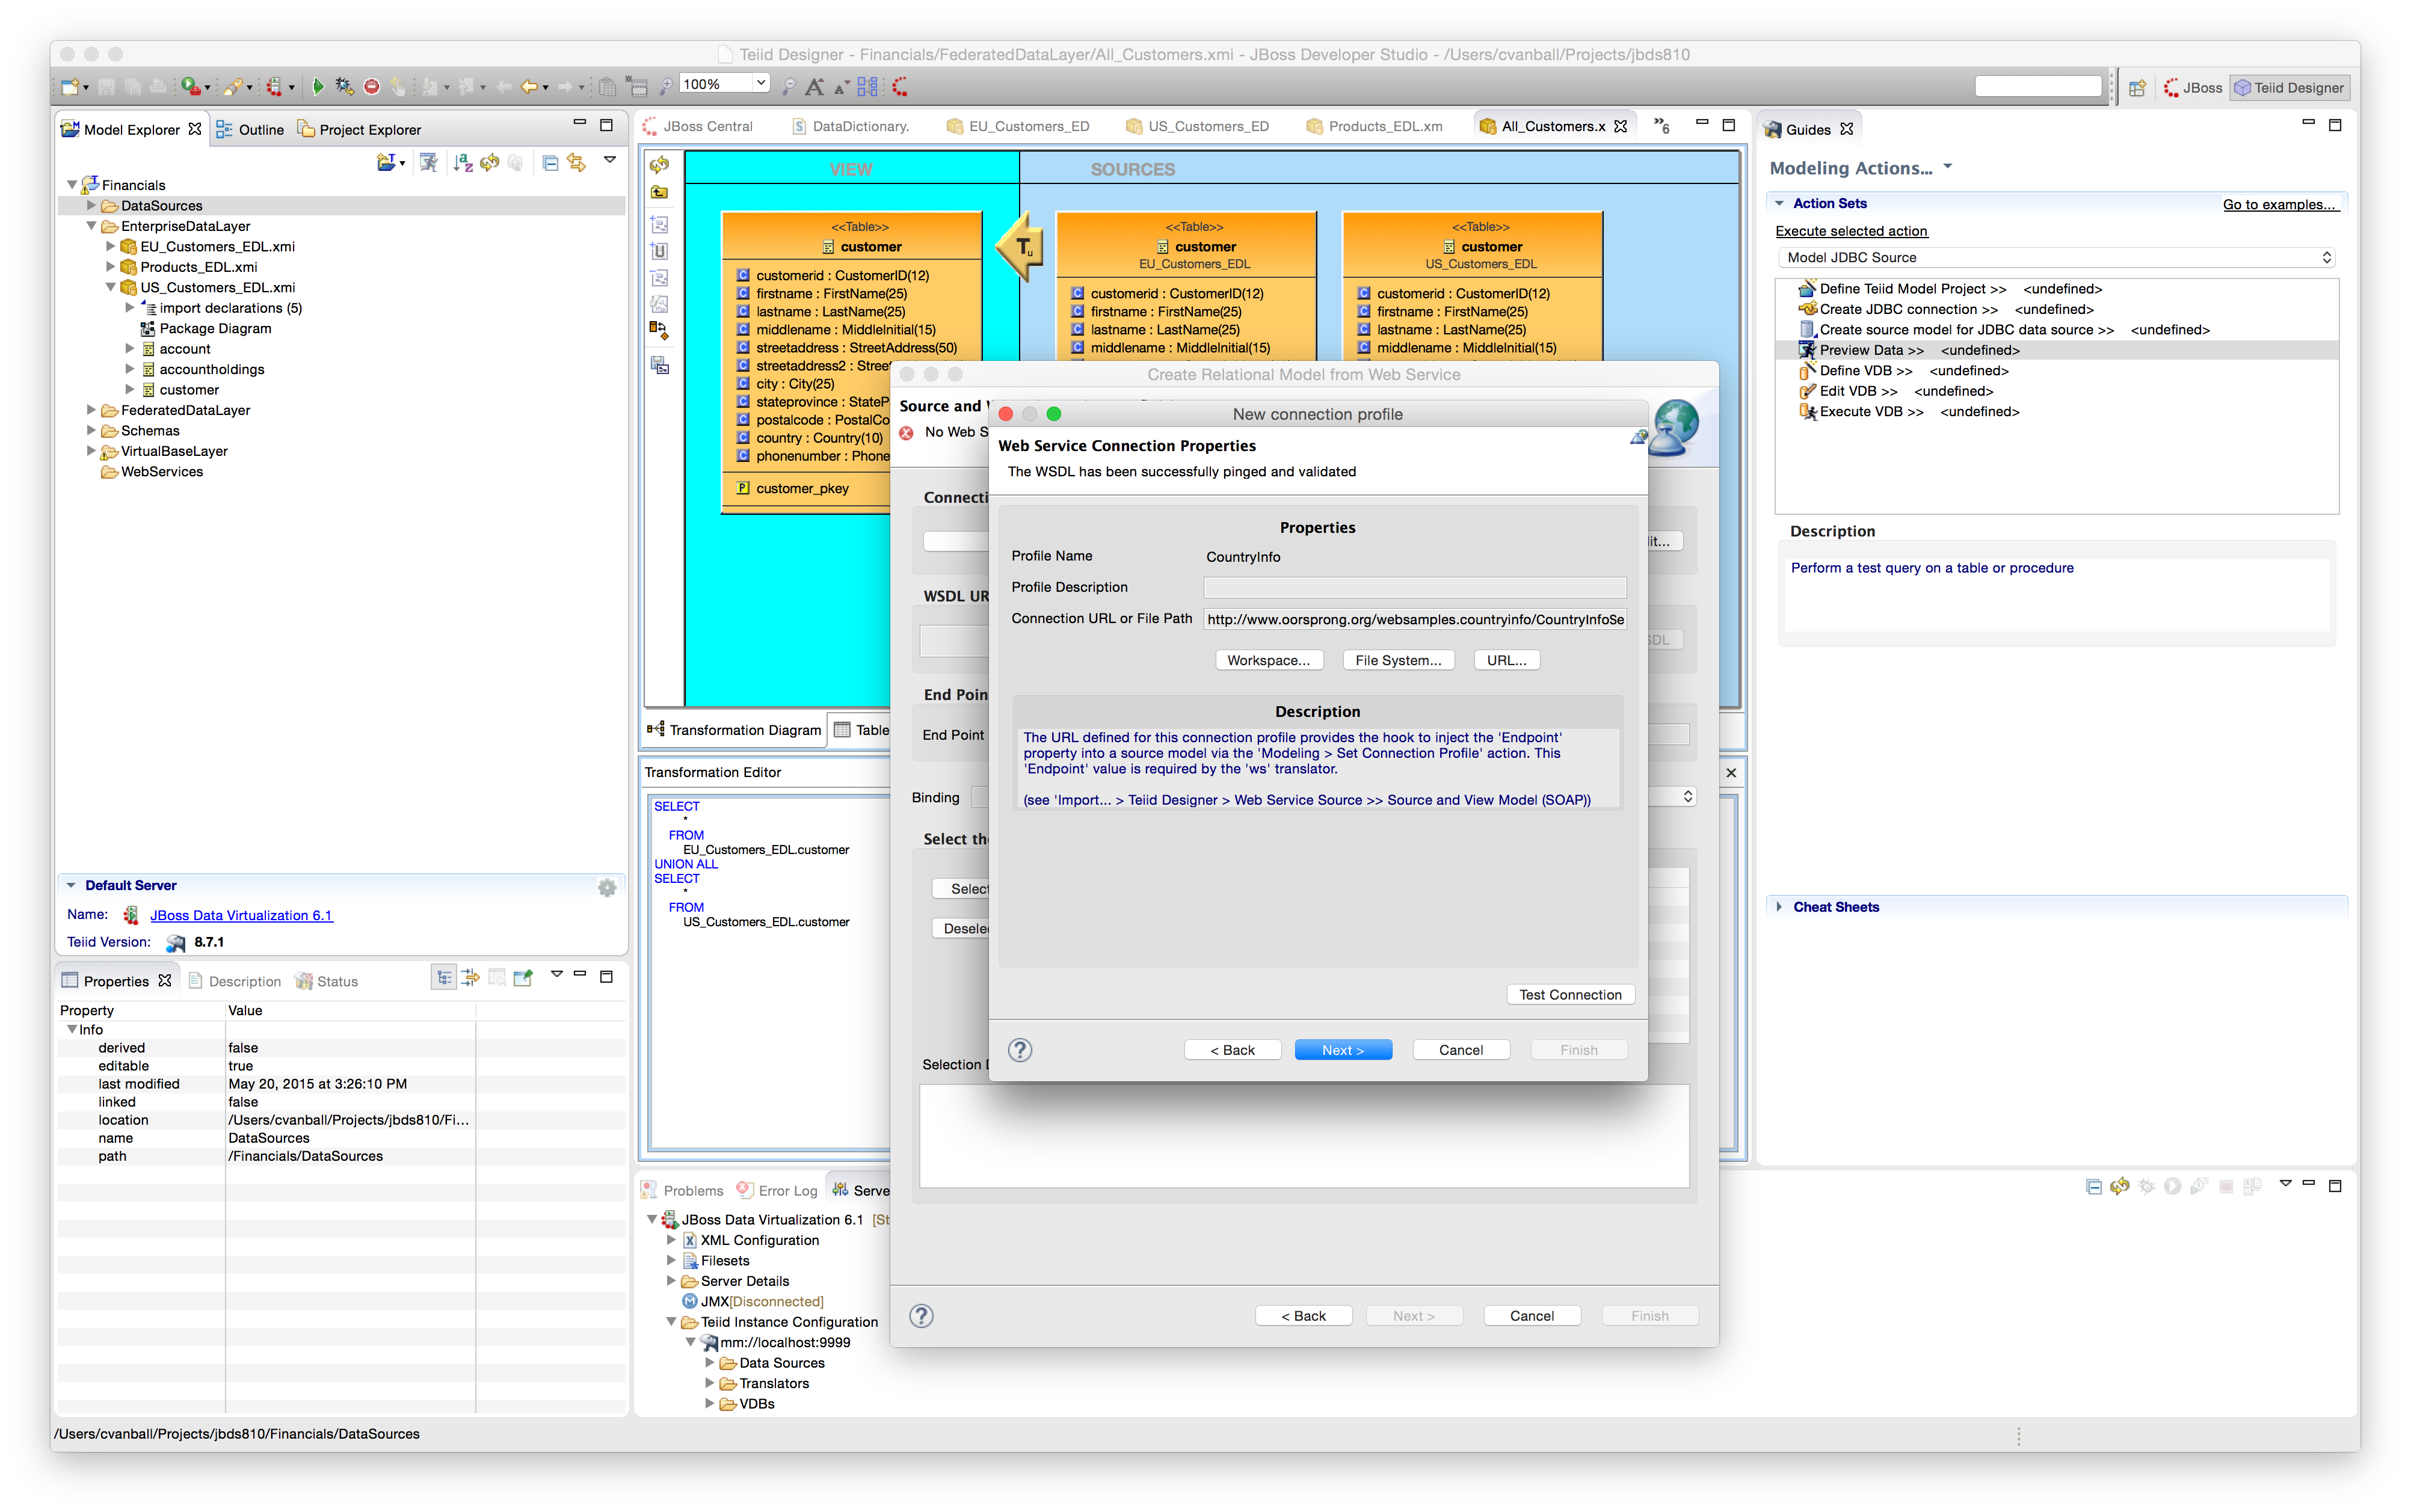 Teiid Designer - Financials/FederatedDataLayer/All_Customers.xmi - JBoss Developer Studio - /Users/cvanball/Projects/jbds810
100%
JBoss
Teiid Designer
Model Explorer
Outline
Project Explorer
Financials
DataSources
EnterpriseDataLayer
EU_Customers_EDL.xmi
Products_EDL.xmi
US_Customers_EDL.xmi
import declarations (5)
Package Diagram
account
accountholdings
customer
FederatedDataLayer
Schemas
VirtualBaseLayer
WebServices
Default Server
Name:
JBoss Data Virtualization 6.1
Teiid Version:
8.7.1
Properties
Description
Status
Property
Value
Info
derived
false
editable
true
last modified
May 20, 2015 at 3:26:10 PM
linked
false
location
/Users/cvanball/Projects/jbds810/Fi...
name
DataSources
path
/Financials/DataSources
/Users/cvanball/Projects/jbds810/Financials/DataSources
JBoss Central
DataDictionary.
EU_Customers_ED
US_Customers_ED
Products_EDL.xm
All_Customers.x
»6
VIEW
SOURCES
<<Table>>
customer
customerid : CustomerID(12)
firstname : FirstName(25)
lastname : LastName(25)
middlename : MiddleInitial(15)
streetaddress : StreetAddress(50)
streetaddress2 : Street
city : City(25)
stateprovince : StateP
postalcode : PostalCo
country : Country(10)
phonenumber : Phone
customer_pkey
Tu
<<Table>>
customer
EU_Customers_EDL
customerid : CustomerID(12)
firstname : FirstName(25)
lastname : LastName(25)
middlename : MiddleInitial(15)
<<Table>>
customer
US_Customers_EDL
customerid : CustomerID(12)
firstname : FirstName(25)
lastname : LastName(25)
middlename : MiddleInitial(15)
Transformation Diagram
Table
Transformation Editor
SELECT
*
FROM
EU_Customers_EDL.customer
UNION ALL
SELECT
*
FROM
US_Customers_EDL.customer
Create Relational Model from Web Service
Source and
No Web S
Connecti
it...
WSDL UR
SDL
End Poin
End Point
Binding
Select the
Select
Deselec
Selection D
< Back
Next >
Cancel
Finish
New connection profile
Web Service Connection Properties
The WSDL has been successfully pinged and validated
Properties
Profile Name
CountryInfo
Profile Description
Connection URL or File Path
http://www.oorsprong.org/websamples.countryinfo/CountryInfoSe
Workspace...
File System...
URL...
Description
The URL defined for this connection profile provides the hook to inject the 'Endpoint'
property into a source model via the 'Modeling > Set Connection Profile' action. This
'Endpoint' value is required by the 'ws' translator.
(see 'Import... > Teiid Designer > Web Service Source >> Source and View Model (SOAP))
Test Connection
< Back
Next >
Cancel
Finish
Problems
Error Log
Serve
JBoss Data Virtualization 6.1 [St
XML Configuration
Filesets
Server Details
JMX[Disconnected]
Teiid Instance Configuration
mm://localhost:9999
Data Sources
Translators
VDBs
Guides
Modeling Actions...
Action Sets
Go to examples...
Execute selected action
Model JDBC Source
Define Teiid Model Project >> <undefined>
Create JDBC connection >> <undefined>
Create source model for JDBC data source >> <undefined>
Preview Data >> <undefined>
Define VDB >> <undefined>
Edit VDB >> <undefined>
Execute VDB >> <undefined>
Description
Perform a test query on a table or procedure
Cheat Sheets